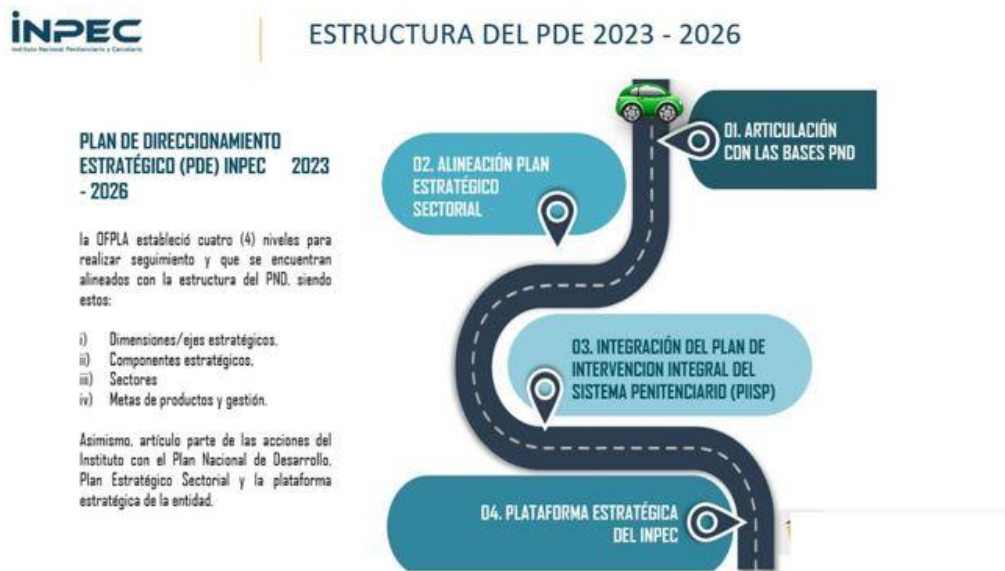 INPEC
Instituto Nacional Penitenciario y Carcelario
ESTRUCTURA DEL PDE 2023 - 2026
PLAN DE DIRECCIONAMIENTO
ESTRATÉGICO (PDE) INPEC 2023
- 2026
la OFPLA estableció cuatro (4) niveles para
realizar seguimiento y que se encuentran
alineados con la estructura del PND, siendo
estos:
i) Dimensiones/ejes estratégicos,
ii) Componentes estratégicos,
iii) Sectores
iv) Metas de productos y gestión.
Asimismo, artículo parte de las acciones del
Instituto con el Plan Nacional de Desarrollo,
Plan Estratégico Sectorial y la plataforma
estratégica de la entidad.
01. ARTICULACIÓN
CON LAS BASES PND
02. ALINEACIÓN PLAN
ESTRATÉGICO
SECTORIAL
03. INTEGRACIÓN DEL PLAN DE
INTERVENCION INTEGRAL DEL
SISTEMA PENITENCIARIO (PIISP)
04. PLATAFORMA ESTRATÉGICA
DEL INPEC